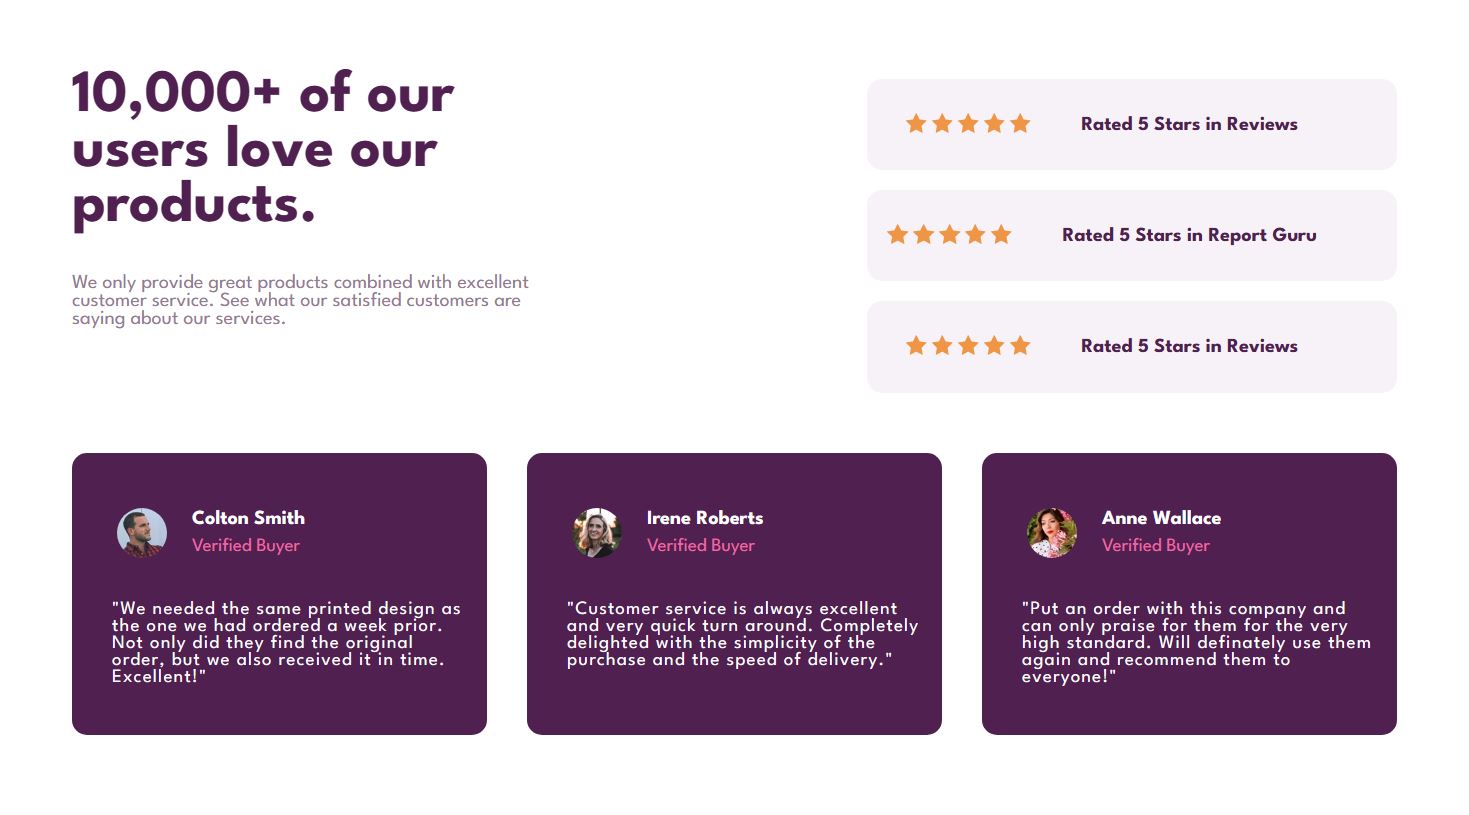 10,000+ of our
users love our
products.
We only provide great products combined with excellent
customer service. See what our satisfied customers are
saying about our services.
Rated 5 Stars in Reviews
Rated 5 Stars in Report Guru
Rated 5 Stars in Reviews
Colton Smith
Verified Buyer
"We needed the same printed design as
the one we had ordered a week prior.
Not only did they find the original
order, but we also received it in time.
Excellent!"
Irene Roberts
Verified Buyer
"Customer service is always excellent
and very quick turn around. Completely
delighted with the simplicity of the
purchase and the speed of delivery."
Anne Wallace
Verified Buyer
"Put an order with this company and
can only praise for them for the very
high standard. Will definately use them
again and recommend them to
everyone!"